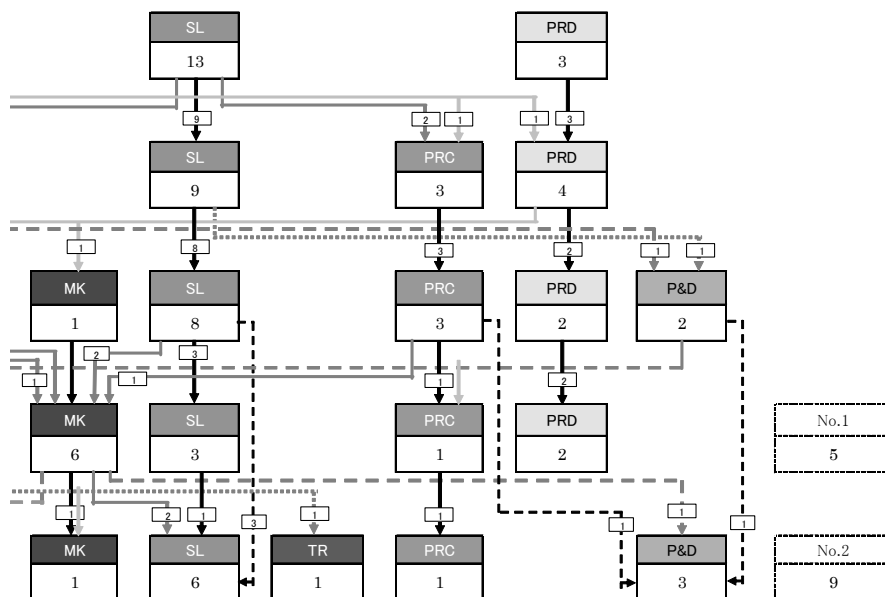 SL PRD
13 3
9 2 1 1 3
SL PRC PRD
9 3 4
1 8 3 2 1 1
MK SL PRC PRD P&D
1 8 3 2 2
1 2 3 1 1 2
MK SL PRC PRD No.1
6 3 1 2 5
1 2 1 3 1 1 1 1 1
MK SL TR PRC P&D No.2
1 6 1 1 3 9